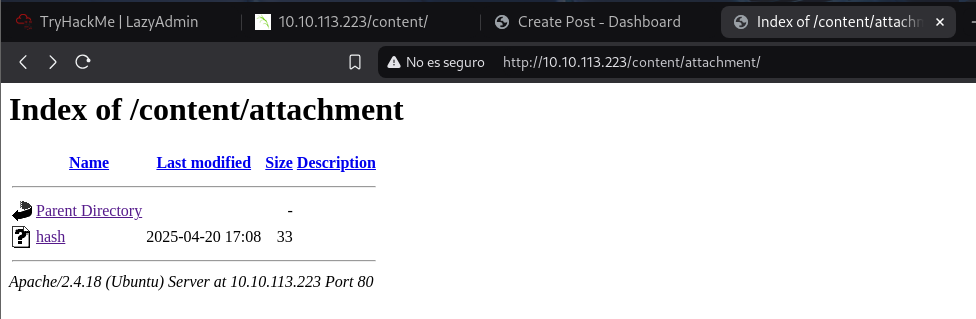 TryHackMe | LazyAdmin 10.10.113.223/content/ Create Post - Dashboard Index of /content/attachm
No es seguro http://10.10.113.223/content/attachment/
Index of /content/attachment
Name Last modified Size Description
Parent Directory -
hash 2025-04-20 17:08 33
Apache/2.4.18 (Ubuntu) Server at 10.10.113.223 Port 80